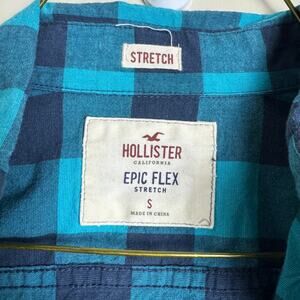 STRETCH
HOLLISTER
CALIFORNIA
EPIC FLEX
STRETCH
S
MADE IN CHINA